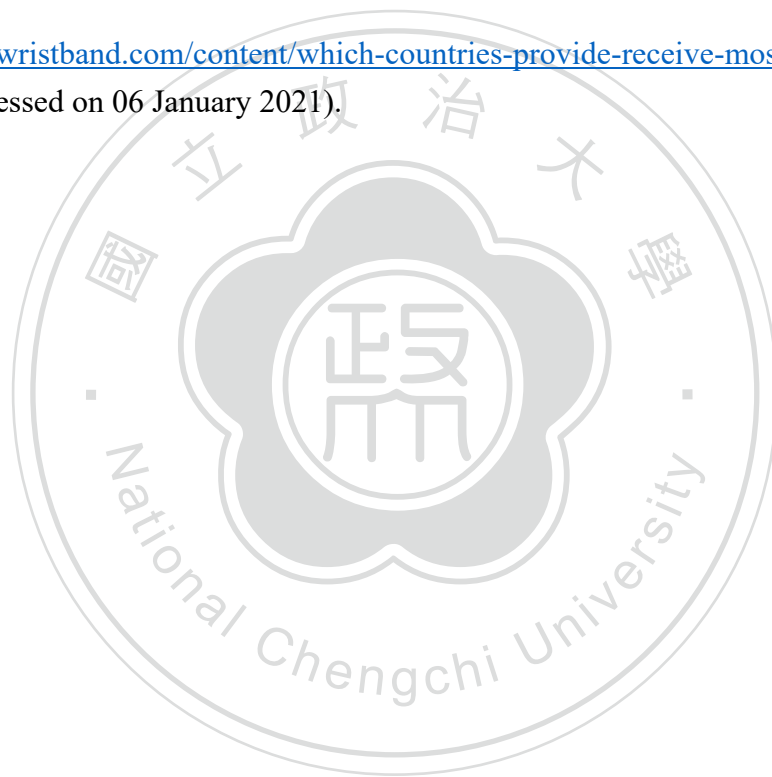 wristband.com/content/which-countries-provide-receive-mos
essed on 06 January 2021).
國立政治大學
政大
National Chengchi University